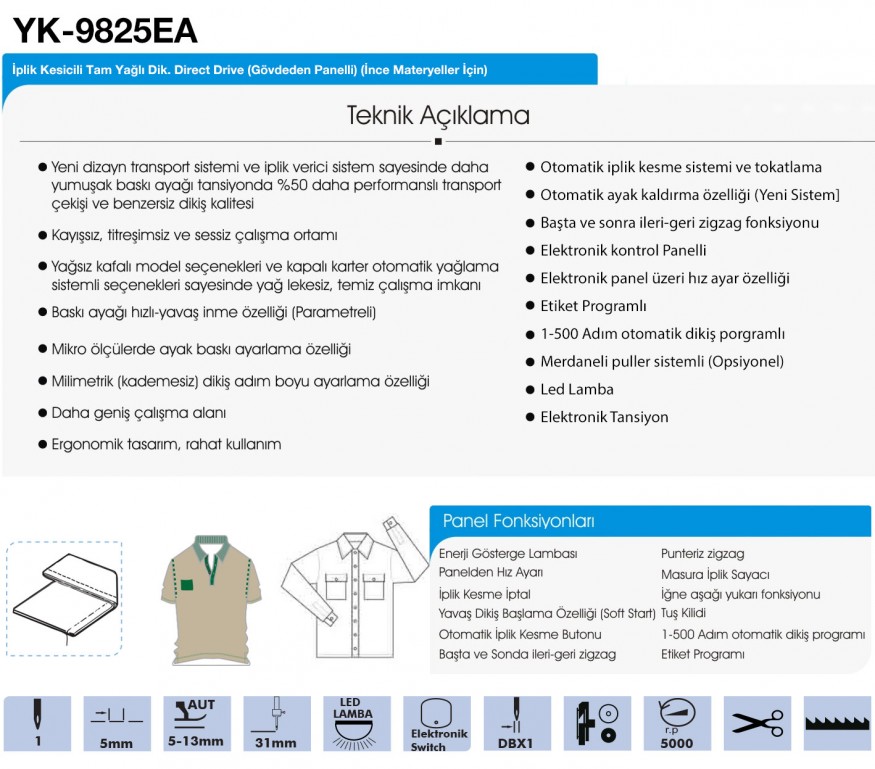 YK-9825EA
İplik Kesicili Tam Yağlı Dik. Direct Drive (Gövdeden Panelli) (İnce Materyeller İçin)
Teknik Açıklama
● Yeni dizayn transport sistemi ve iplik verici sistem sayesinde daha
yumuşak baskı ayağı tansiyonda %50 daha performanslı transport
çekişi ve benzersiz dikiş kalitesi
● Kayışsız, titreşimsiz ve sessiz çalışma ortamı
● Yağsız kafalı model seçenekleri ve kapalı karter otomatik yağlama
sistemli seçenekleri sayesinde yağ lekesiz, temiz çalışma imkanı
● Baskı ayağı hızlı-yavaş inme özelliği (Parametreli)
● Mikro ölçülerde ayak baskı ayarlama özelliği
● Milimetrik (kademesiz) dikiş adım boyu ayarlama özelliği
● Daha geniş çalışma alanı
● Ergonomik tasarım, rahat kullanım
● Otomatik iplik kesme sistemi ve tokatlama
● Otomatik ayak kaldırma özelliği (Yeni Sistem]
● Başta ve sonra ileri-geri zigzag fonksiyonu
● Elektronik kontrol Panelli
● Elektronik panel üzeri hız ayar özelliği
● Etiket Programlı
● 1-500 Adım otomatik dikiş porgramlı
● Merdaneli puller sistemli (Opsiyonel)
● Led Lamba
● Elektronik Tansiyon
Panel Fonksiyonları
Enerji Gösterge Lambası
Panelden Hız Ayarı
İplik Kesme İptal
Yavaş Dikiş Başlama Özelliği (Soft Start)
Otomatik İplik Kesme Butonu
Başta ve Sonda ileri-geri zigzag
Punteriz zigzag
Masura İplik Sayacı
İğne aşağı yukarı fonksiyonu
Tuş Kilidi
1-500 Adım otomatik dikiş programı
Etiket Programı
1
5mm
AUT
5-13mm
31mm
LED
LAMBA
Elektronik
Switch
DBX1
r.p
5000